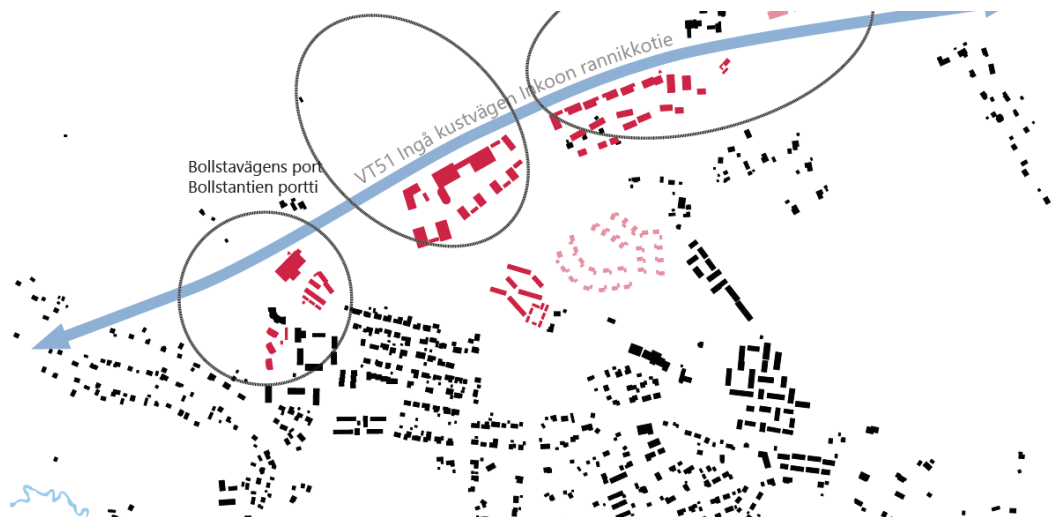 VT51 Ingå kustvägen Inkoon rannikkotie
Bollstavägens port
Bollstantien portti